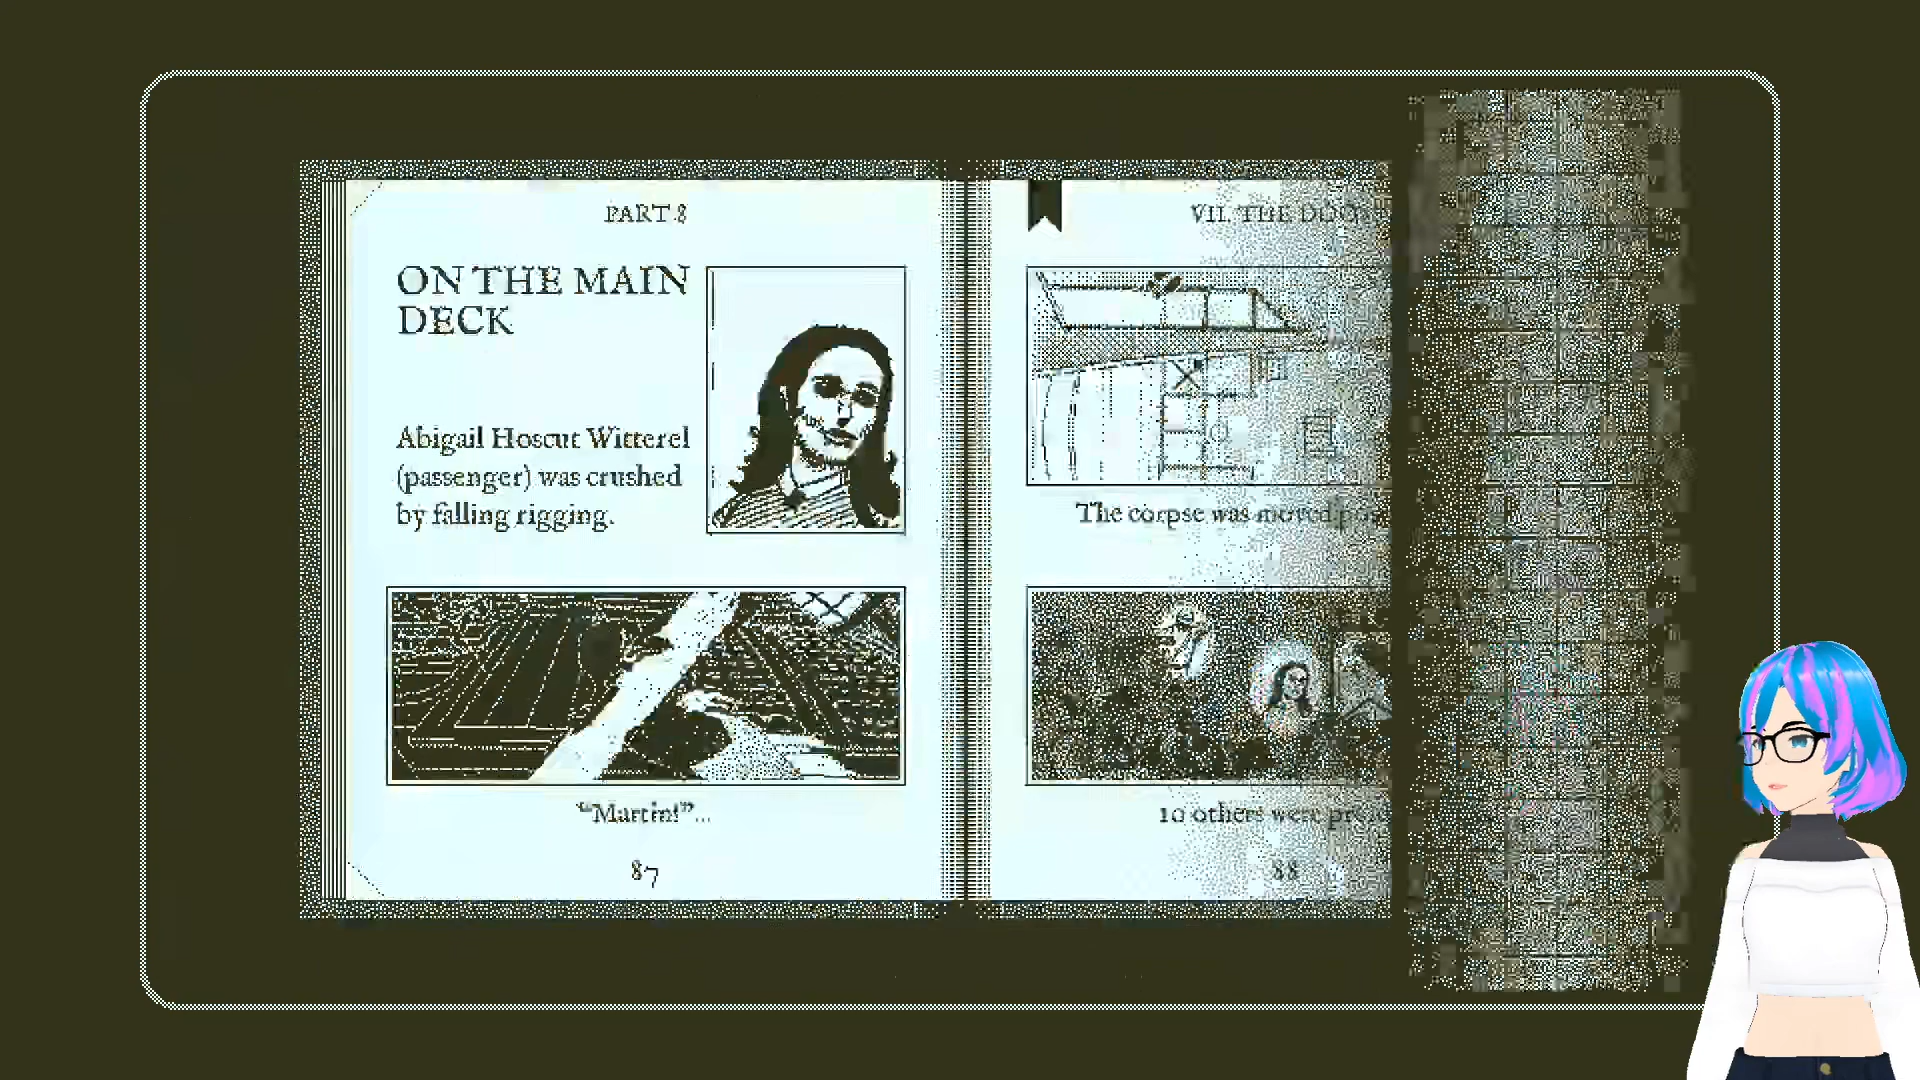 PART 8
ON THE MAIN
DECK
Abigail Hoscut Witterel
(passenger) was crushed
by falling rigging.
"Martin!"...
87
VII. THE DOO
The corpse was moved
10 others were
88